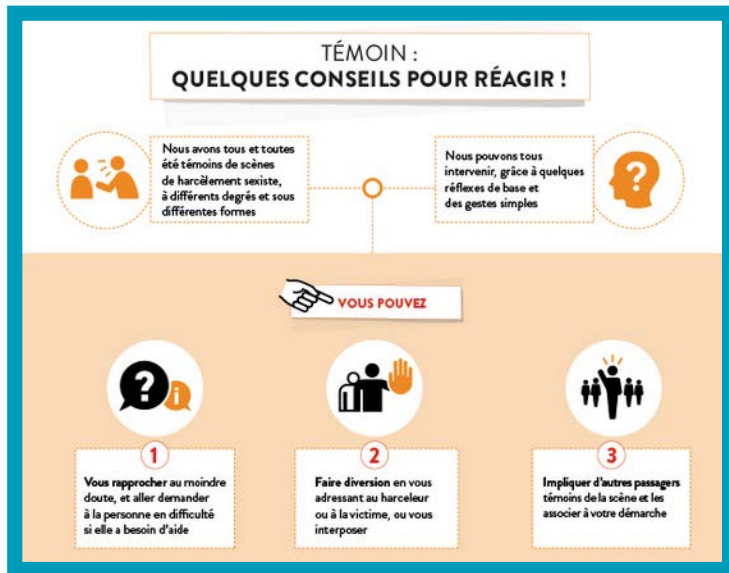 TÉMOIN :
QUELQUES CONSEILS POUR RÉAGIR !
Nous avons tous et toutes
été témoins de scènes
de harcèlement sexiste,
à différents degrés et sous
différentes formes
Nous pouvons tous
intervenir, grâce à quelques
réflexes de base et
des gestes simples
?
VOUS POUVEZ
? i
1
Vous rapprocher au moindre
doute, et aller demander
à la personne en difficulté
si elle a besoin d'aide
2
Faire diversion en vous
adressant au harceleur
ou à la victime, ou vous
interposer
3
Impliquer d'autres passagers
témoins de la scène et les
associer à votre démarche